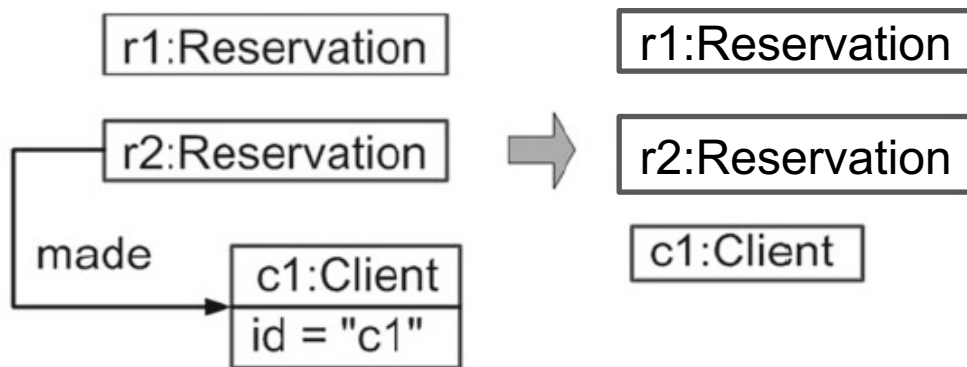 r1:Reservation
r2:Reservation
made
c1:Client
id = "c1"
r1:Reservation
r2:Reservation
c1:Client